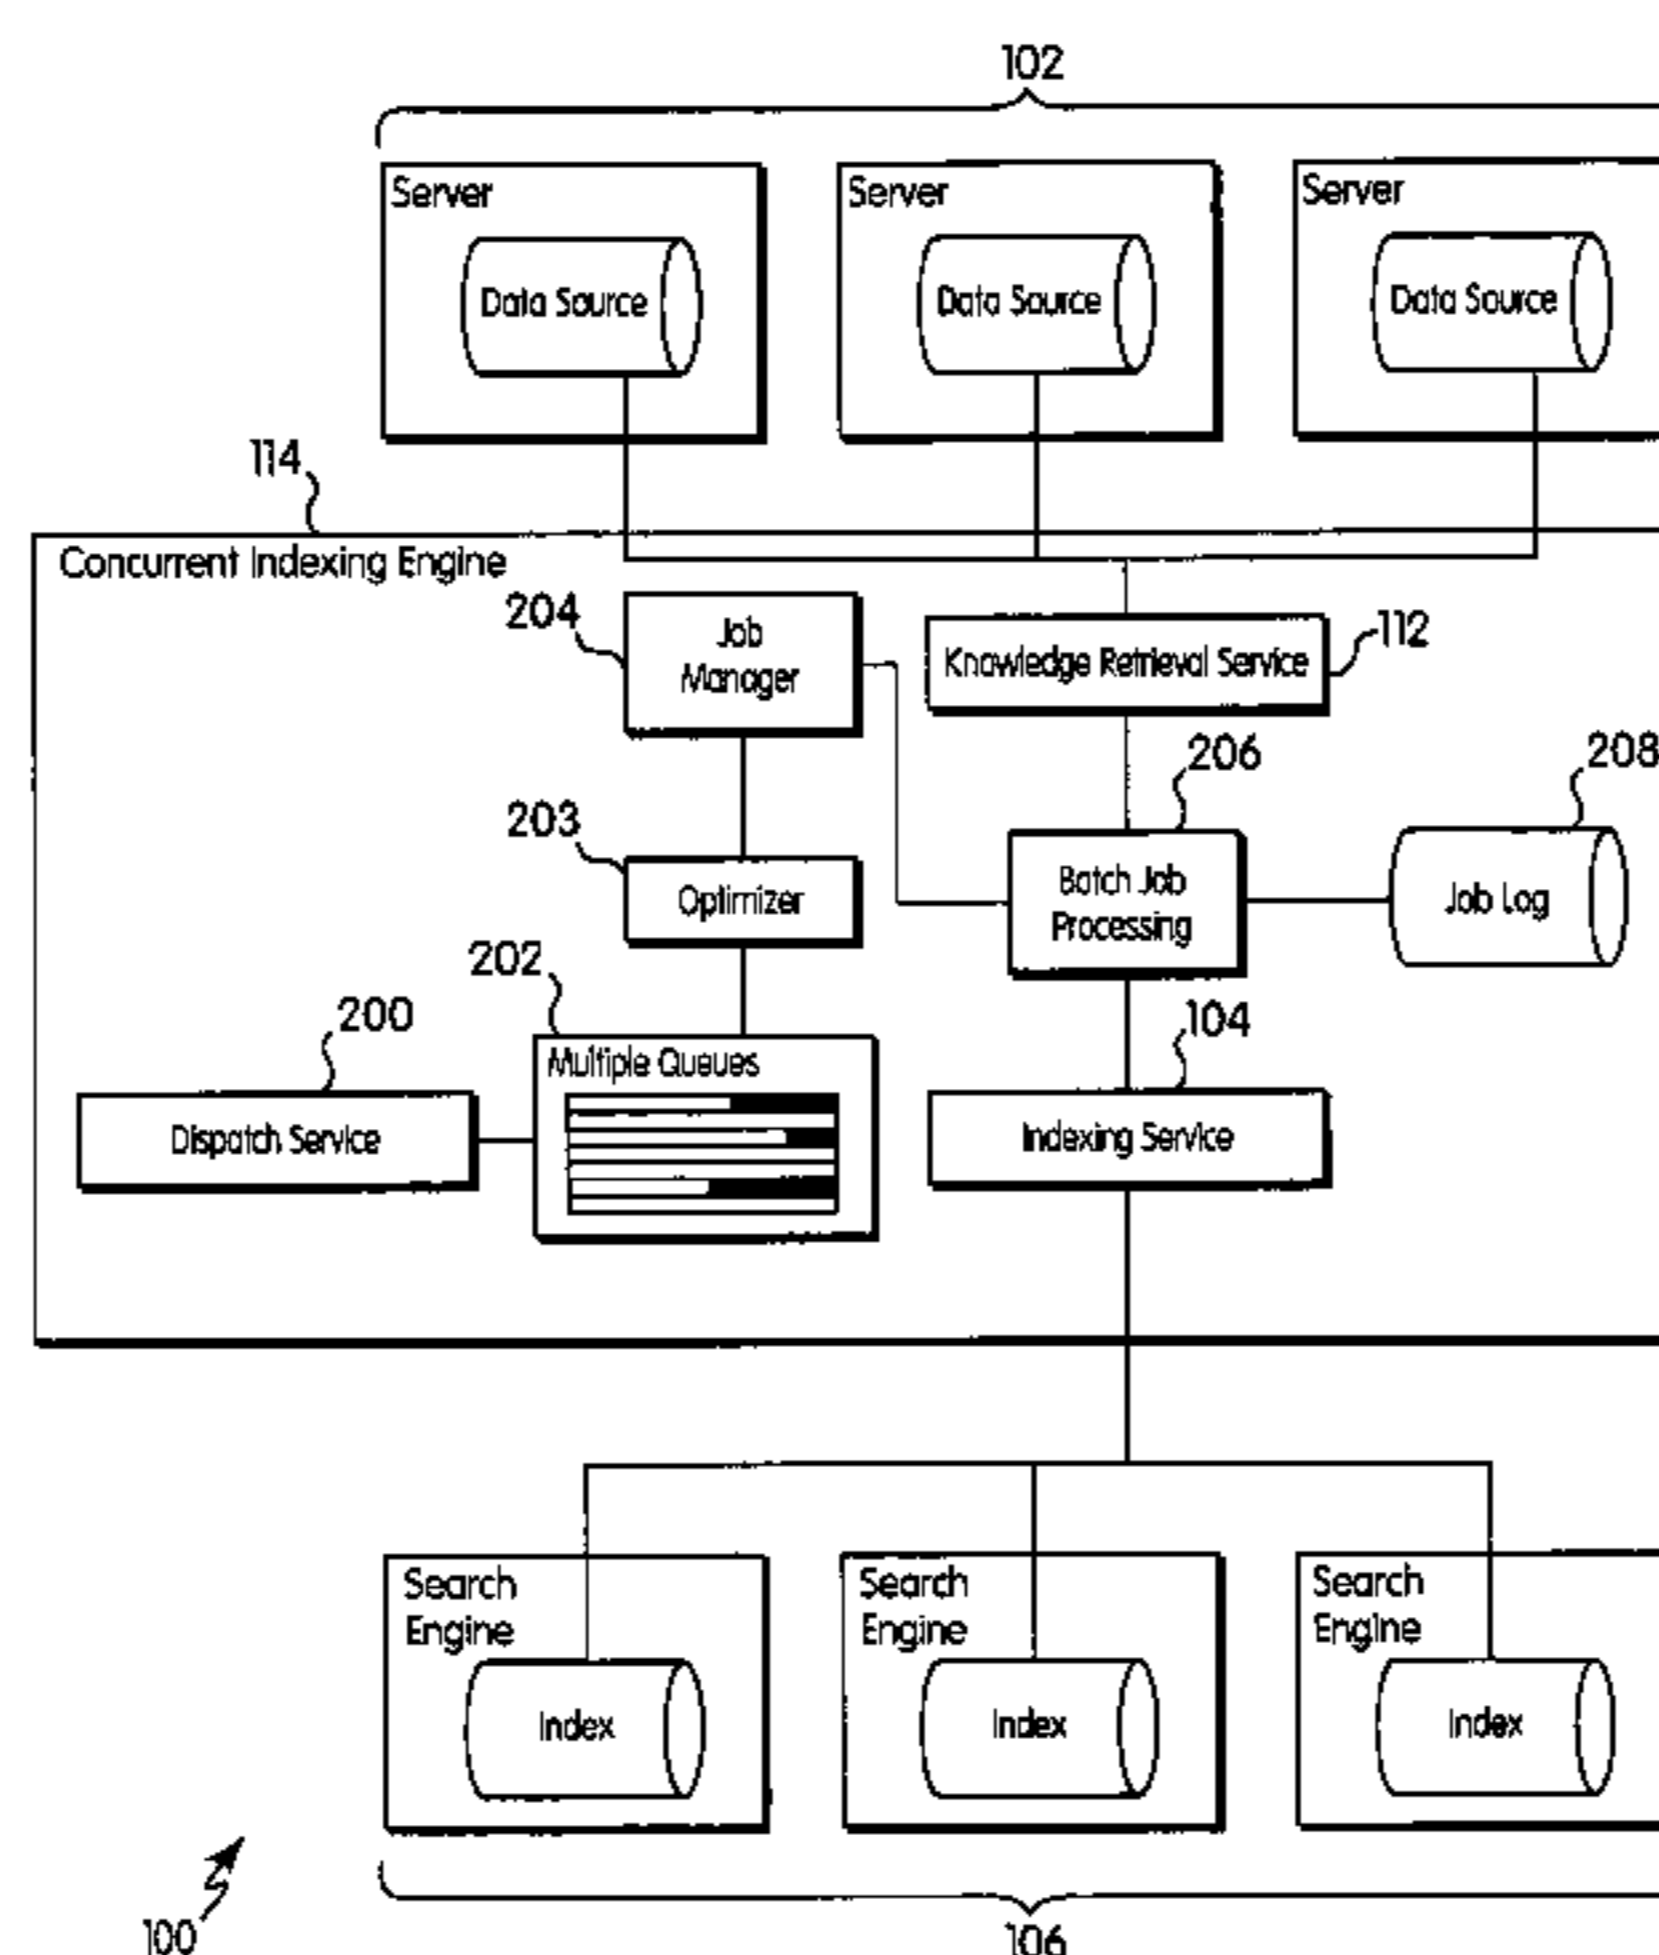 102
Server
Server
Server
Data Source
Data Source
Data Source
114
Concurrent Indexing Engine
204
Job
Manager
Knowledge Retrieval Service
112
206
208
203
Optimizer
Batch Job
Processing
Job Log
202
200
104
Multiple Queues
Dispatch Service
Indexing Service
Search
Engine
Search
Engine
Search
Engine
Index
Index
Index
100
106